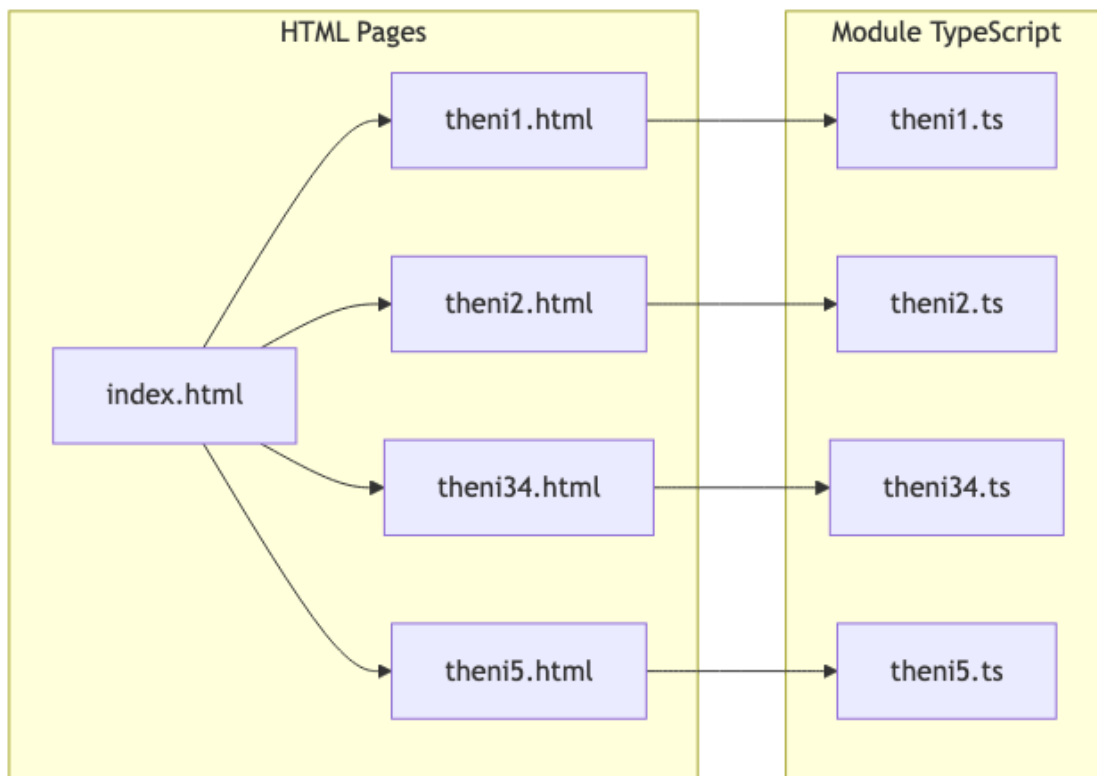 HTML Pages
Module TypeScript
theni1.html
theni1.ts
theni2.html
theni2.ts
index.html
theni34.html
theni34.ts
theni5.html
theni5.ts